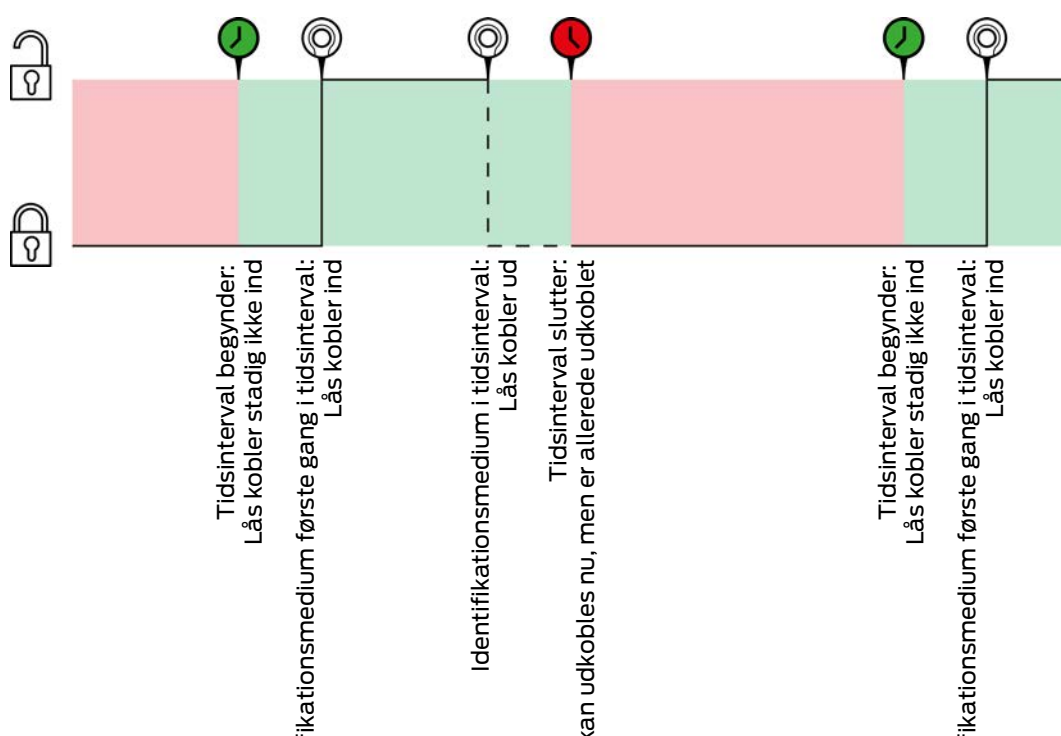 Tidsinterval begynder:
Lås kobler stadig ikke ind
medium første gang i tidsinterval:
Lås kobler ind
Identifikationsmedium i tidsinterval:
Lås kobler ud
Tidsinterval slutter:
kan udkobles nu, men er allerede udkoblet
Tidsinterval begynder:
Lås kobler stadig ikke ind
medium første gang i tidsinterval:
Lås kobler ind